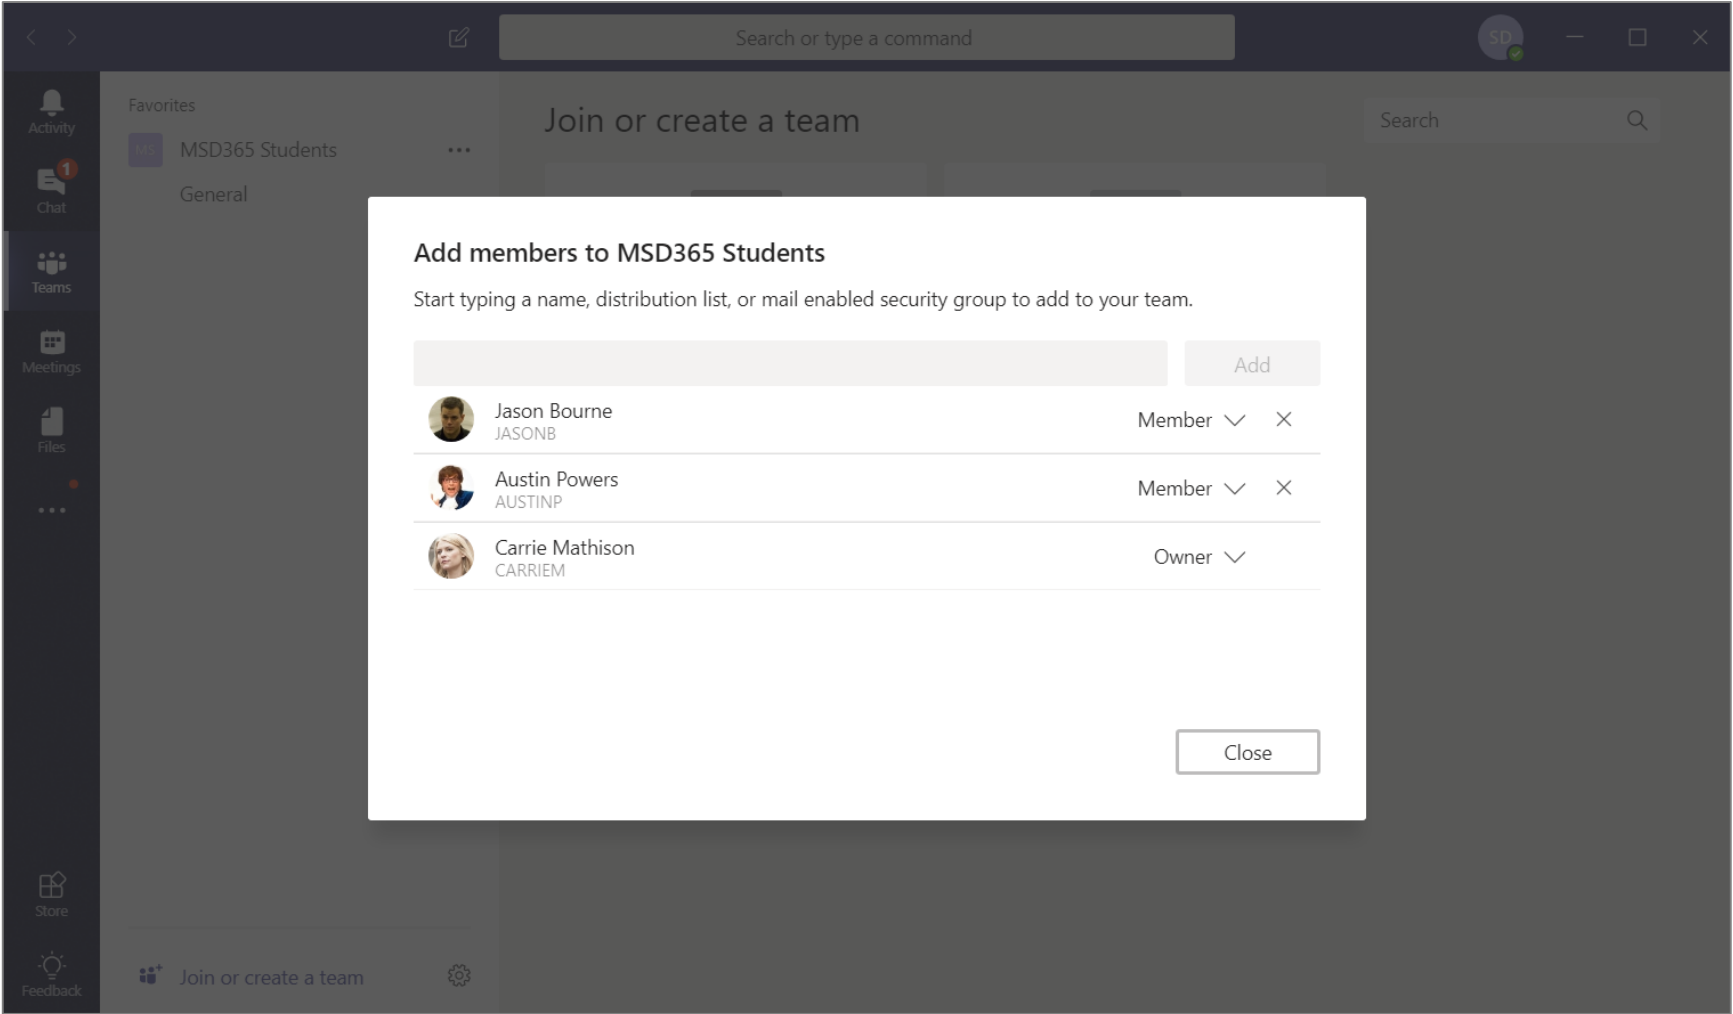 Search or type a command
SD
Activity
1
Chat
Teams
Meetings
Files
Store
Feedback
Favorites
MS
MSD365 Students
General
Join or create a team
Join or create a team
Search
Add members to MSD365 Students
Start typing a name, distribution list, or mail enabled security group to add to your team.
Add
Jason Bourne
JASONB
Member
Austin Powers
AUSTINP
Member
Carrie Mathison
CARRIEM
Owner
Close